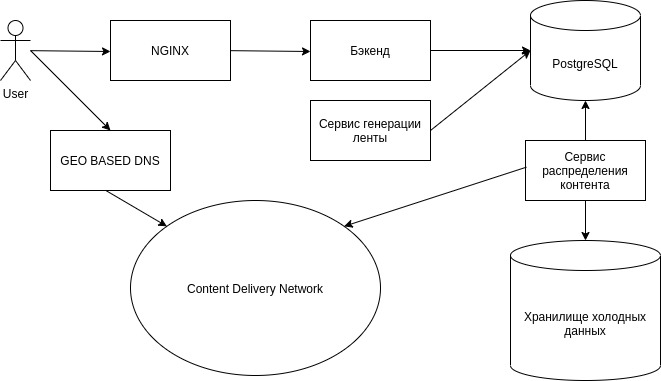 User
NGINX
Бэкенд
PostgreSQL
Сервис генерации
ленты
GEO BASED DNS
Сервис
распределения
контента
Content Delivery Network
Хранилище холодных
данных